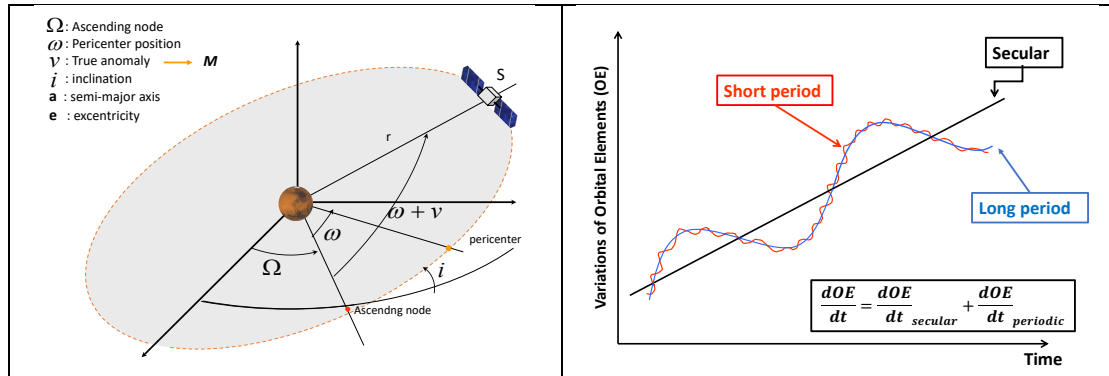 Ω: Ascending node
ω: Pericenter position
ν: True anomaly → M
i: inclination
a : semi-major axis
e : excentricity
S
r
ω + ν
ω
pericenter
Ω
i
Ascendng node
Variations of Orbital Elements (OE)
Secular
Short period
Long period
dOE/dt = dOE/dt secular + dOE/dt periodic
Time